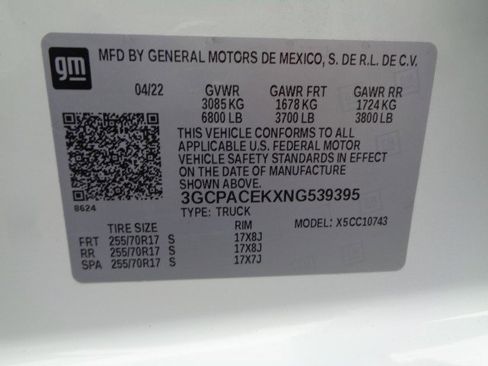 gm MFD BY GENERAL MOTORS DE MEXICO, S. DE R.L. DE C.V.
04/22 GVWR GAWR FRT GAWR RR
3085 KG 1678 KG 1724 KG
6800 LB 3700 LB 3800 LB
THIS VEHICLE CONFORMS TO ALL
APPLICABLE U.S. FEDERAL MOTOR
VEHICLE SAFETY STANDARDS IN EFFECT
ON THE DATE OF MANUFACTURE
SHOWN ABOVE.
8624 3GCPACEKXNG539395
TYPE: TRUCK
TIRE SIZE RIM MODEL: X5CC10743
FRT 255/70R17 S 17X8J
RR 255/70R17 S 17X8J
SPA 255/70R17 S 17X7J